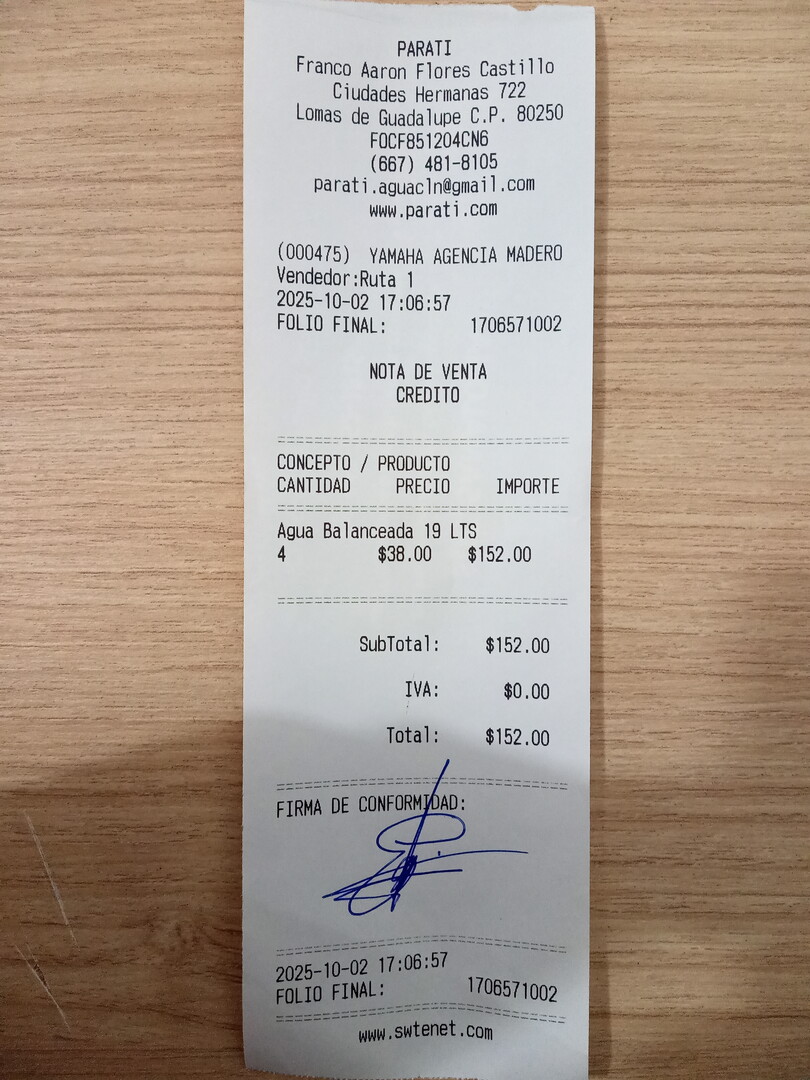 PARATI
Franco Aaron Flores Castillo
Ciudades Hermanas 722
Lomas de Guadalupe C.P. 80250
FOCF851204CN6
(667) 481-8105
parati.aguacln@gmail.com
www.parati.com
(000475) YAMAHA AGENCIA MADERO
Vendedor:Ruta 1
2025-10-02 17:06:57
FOLIO FINAL: 1706571002
NOTA DE VENTA
CREDITO
CONCEPTO / PRODUCTO
CANTIDAD PRECIO IMPORTE
Agua Balanceada 19 LTS
4 $38.00 $152.00
SubTotal: $152.00
IVA: $0.00
Total: $152.00
FIRMA DE CONFORMIDAD:
2025-10-02 17:06:57
FOLIO FINAL: 1706571002
www.swtenet.com